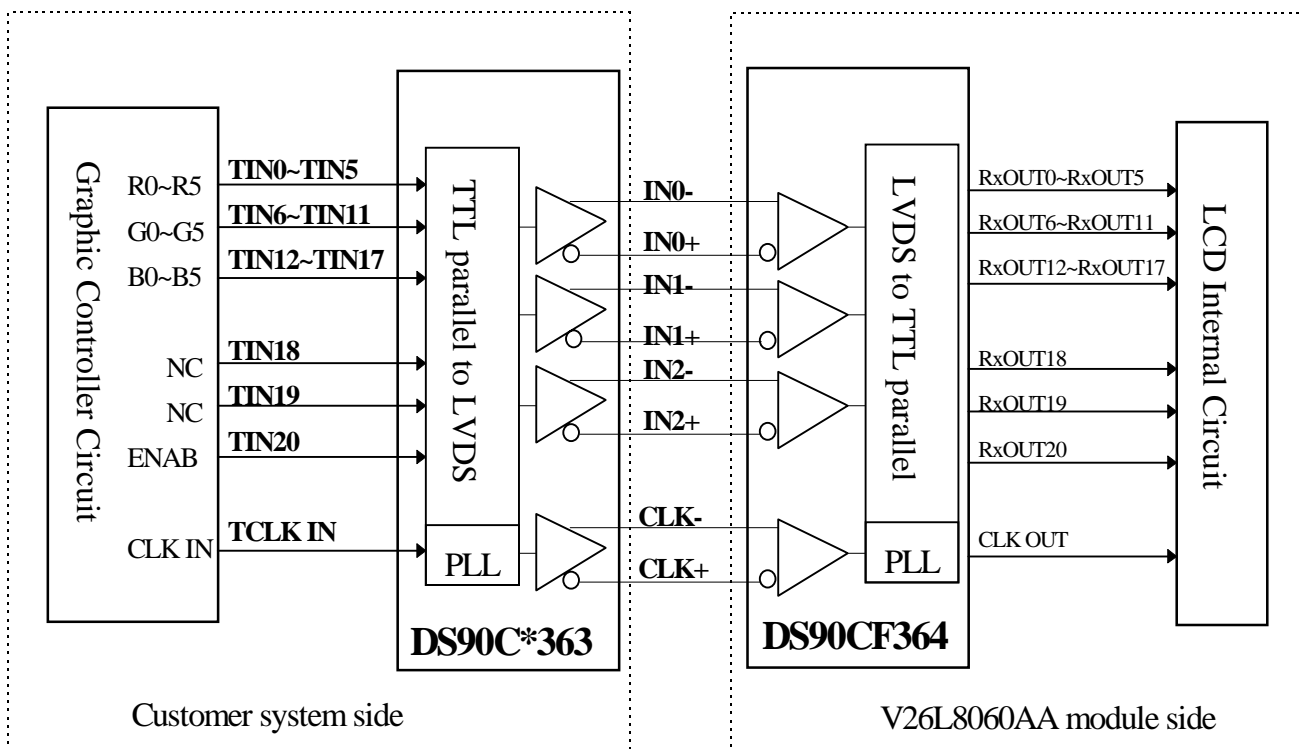 Graphic Controller Circuit
R0~R5
G0~G5
B0~B5
NC
NC
ENAB
CLK IN
TIN0~TIN5
TIN6~TIN11
TIN12~TIN17
TIN18
TIN19
TIN20
TCLK IN
TTL parallel to LVDS
PLL
DS90C*363
IN0-
IN0+
IN1-
IN1+
IN2-
IN2+
CLK-
CLK+
LVDS to TTL parallel
PLL
DS90CF364
RxOUT0~RxOUT5
RxOUT6~RxOUT11
RxOUT12~RxOUT17
RxOUT18
RxOUT19
RxOUT20
CLK OUT
LCD Internal Circuit
Customer system side
V26L8060AA module side